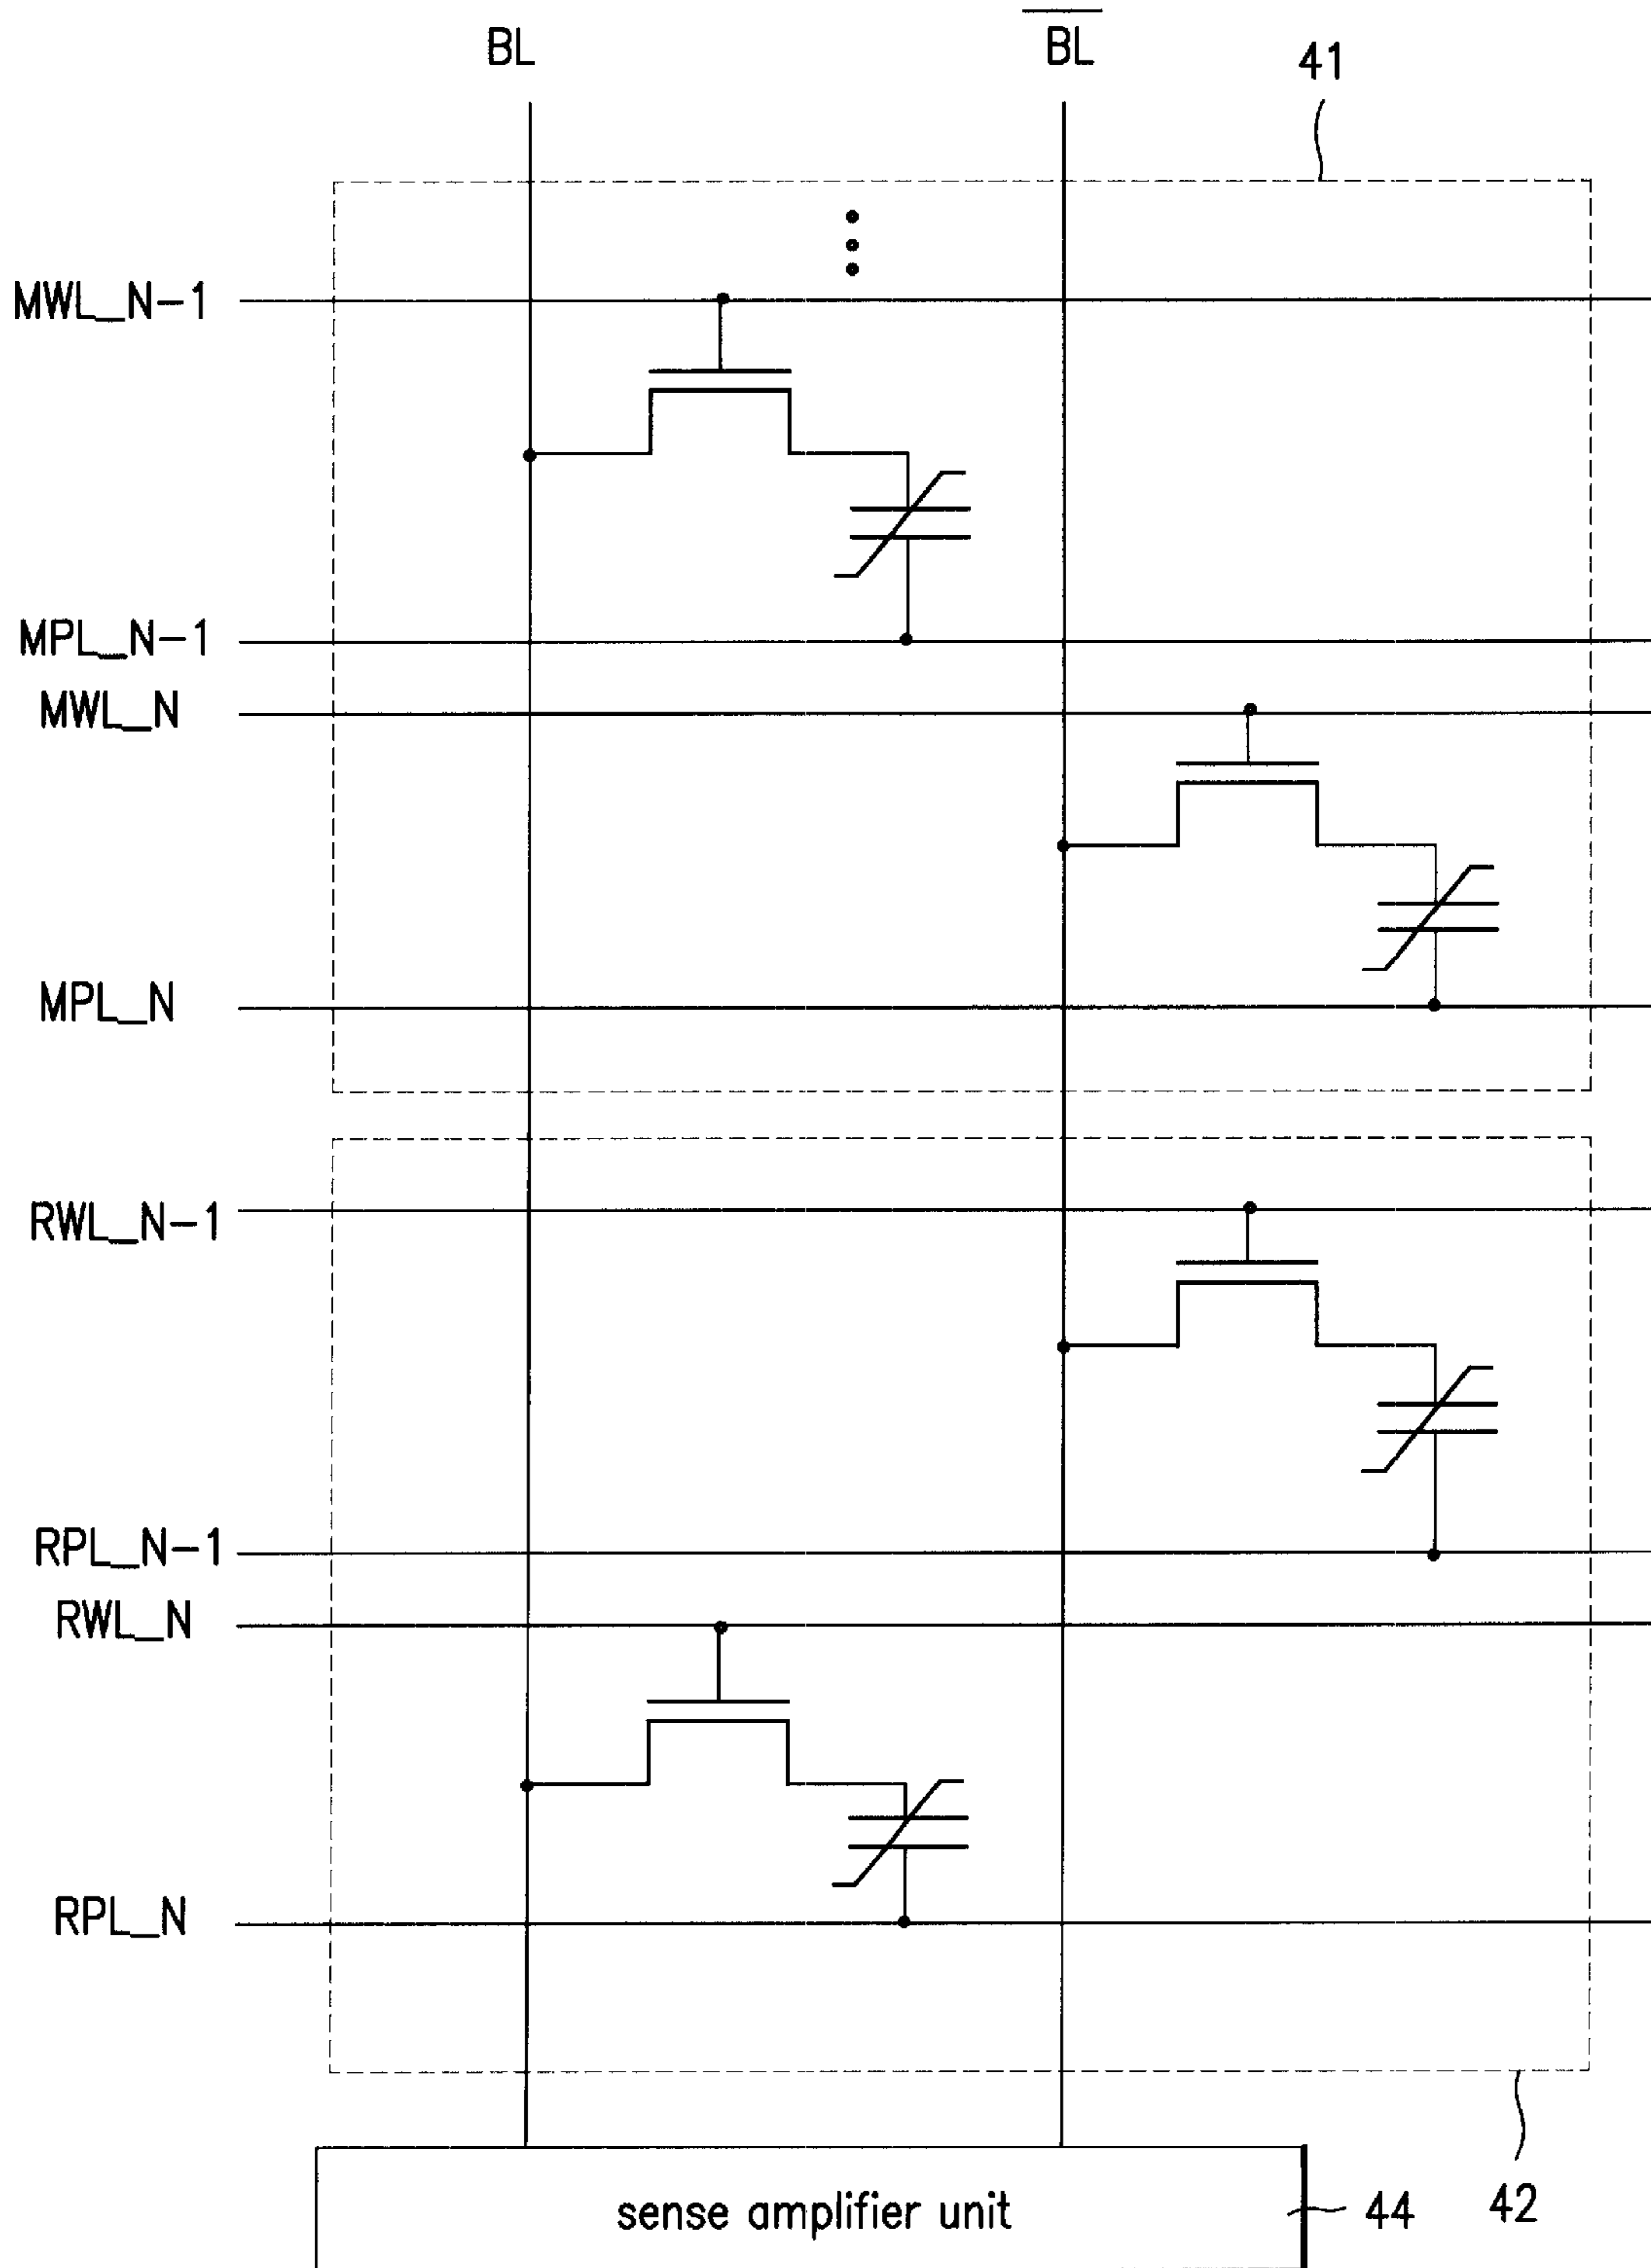 BL
B̅L̅
41
MWL_N-1
MPL_N-1
MWL_N
MPL_N
RWL_N-1
RPL_N-1
RWL_N
RPL_N
sense amplifier unit
44
42